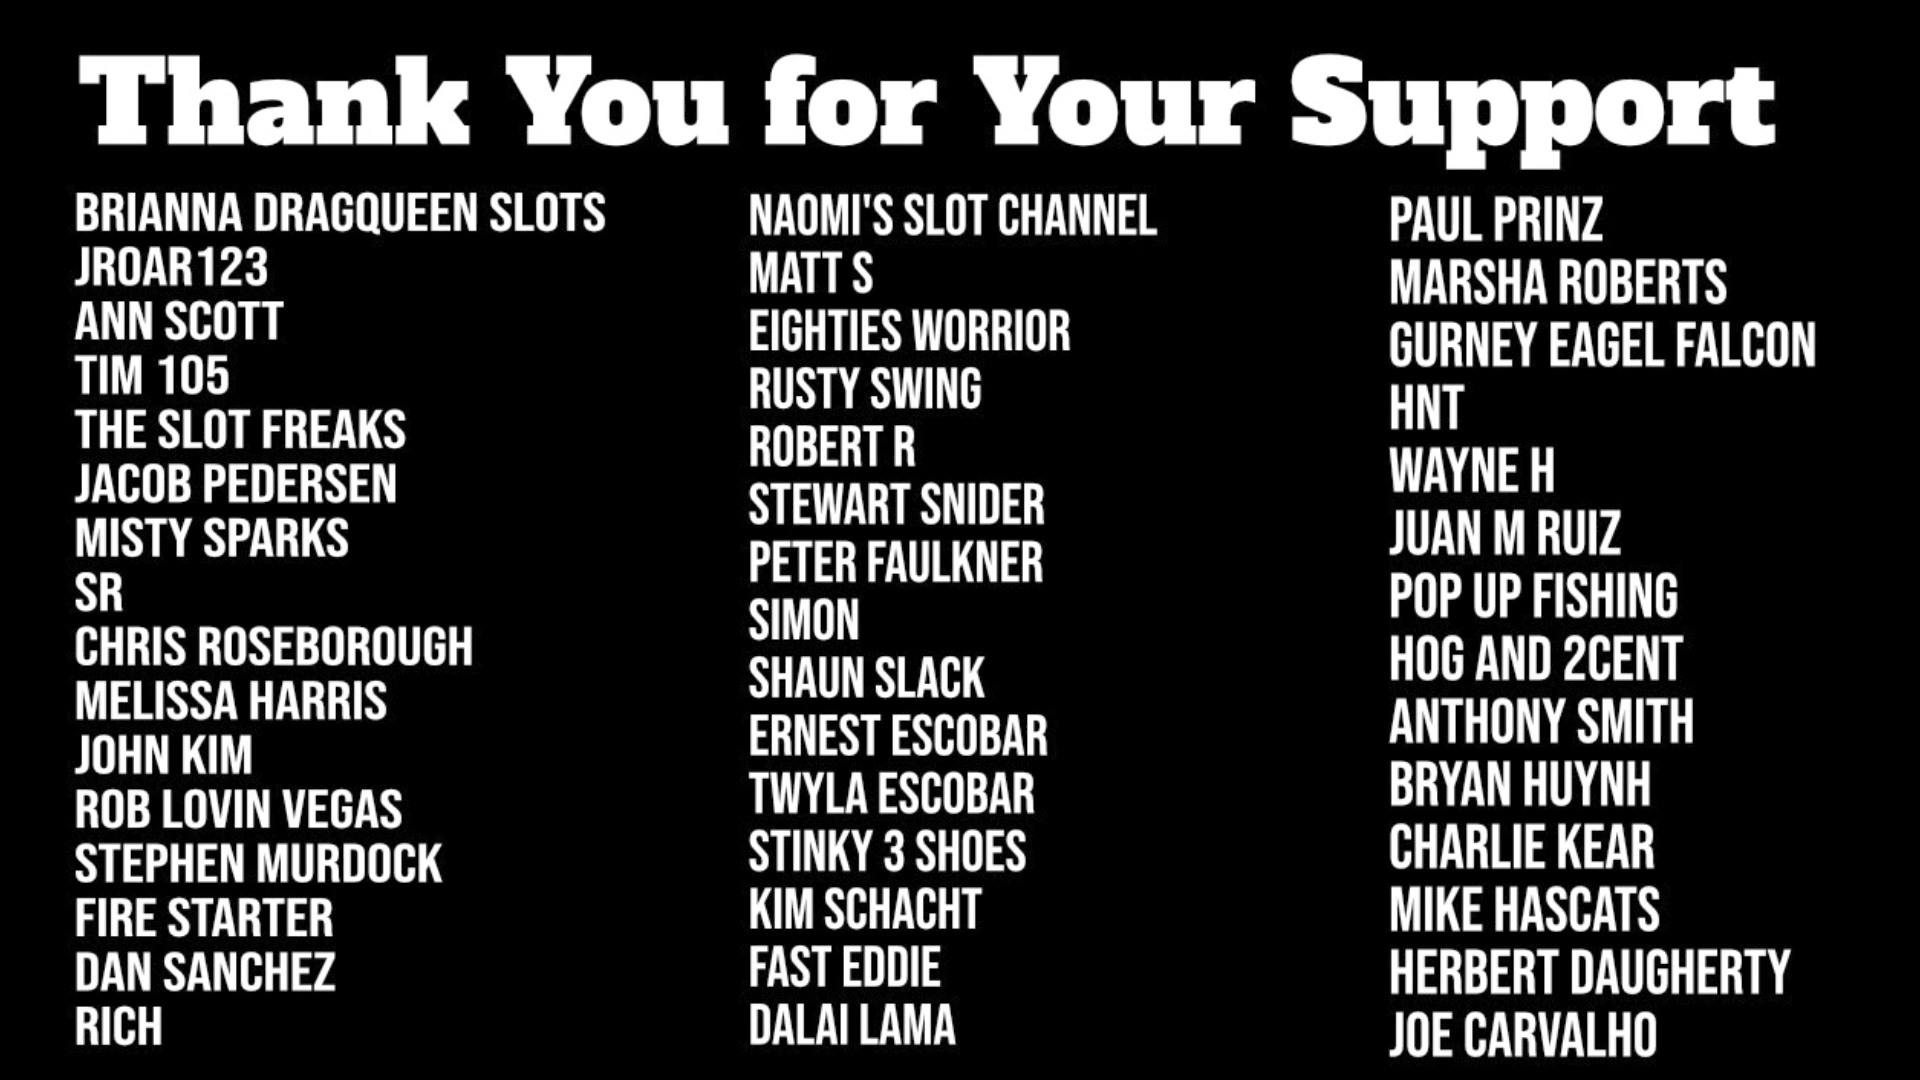 Thank You for Your Support
BRIANNA DRAGQUEEN SLOTS
JROAR123
ANN SCOTT
TIM 105
THE SLOT FREAKS
JACOB PEDERSEN
MISTY SPARKS
SR
CHRIS ROSEBOROUGH
MELISSA HARRIS
JOHN KIM
ROB LOVIN VEGAS
STEPHEN MURDOCK
FIRE STARTER
DAN SANCHEZ
RICH
NAOMI'S SLOT CHANNEL
MATT S
EIGHTIES WORRIOR
RUSTY SWING
ROBERT R
STEWART SNIDER
PETER FAULKNER
SIMON
SHAUN SLACK
ERNEST ESCOBAR
TWYLA ESCOBAR
STINKY 3 SHOES
KIM SCHACHT
FAST EDDIE
DALAI LAMA
PAUL PRINZ
MARSHA ROBERTS
GURNEY EAGEL FALCON
HNT
WAYNE H
JUAN M RUIZ
POP UP FISHING
HOG AND 2CENT
ANTHONY SMITH
BRYAN HUYNH
CHARLIE KEAR
MIKE HASCATS
HERBERT DAUGHERTY
JOE CARVALHO